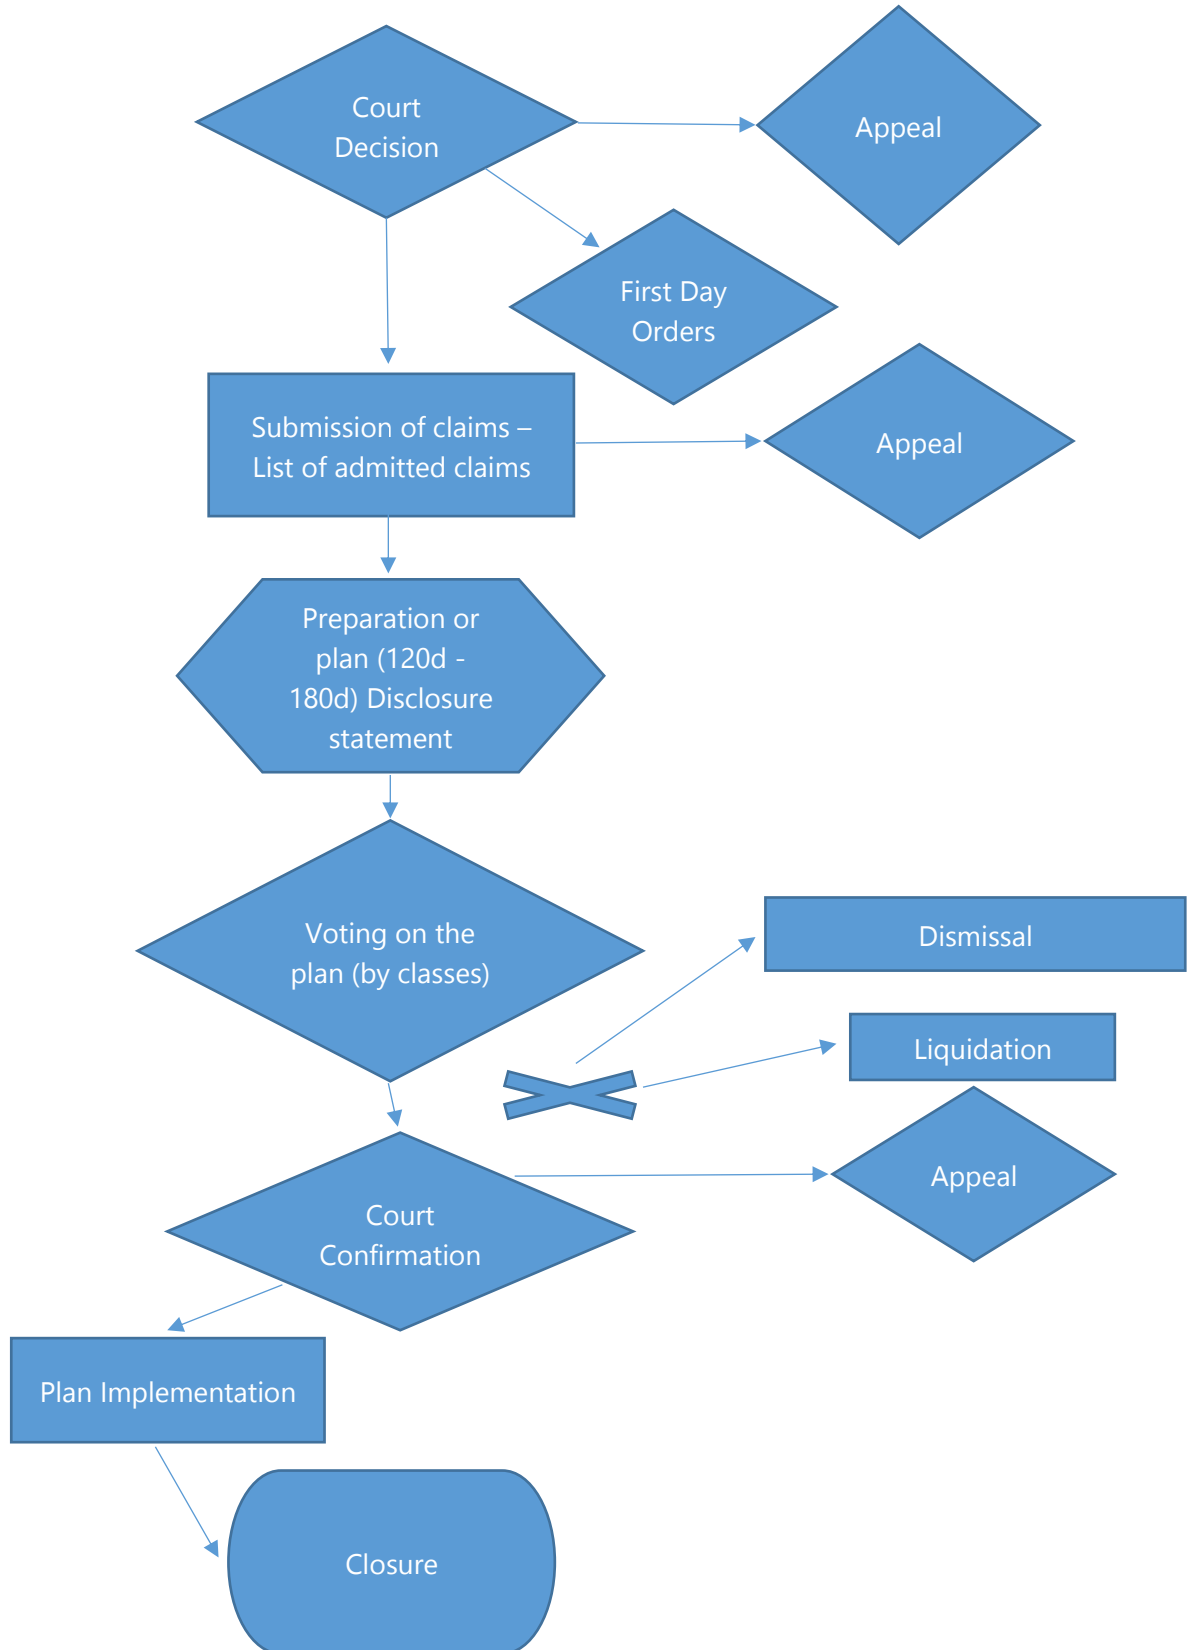 Court
Decision
Appeal
First Day
Orders
Submission of claims –
List of admitted claims
Appeal
Preparation or
plan (120d -
180d) Disclosure
statement
Voting on the
plan (by classes)
Dismissal
Liquidation
Appeal
Court
Confirmation
Plan Implementation
Closure